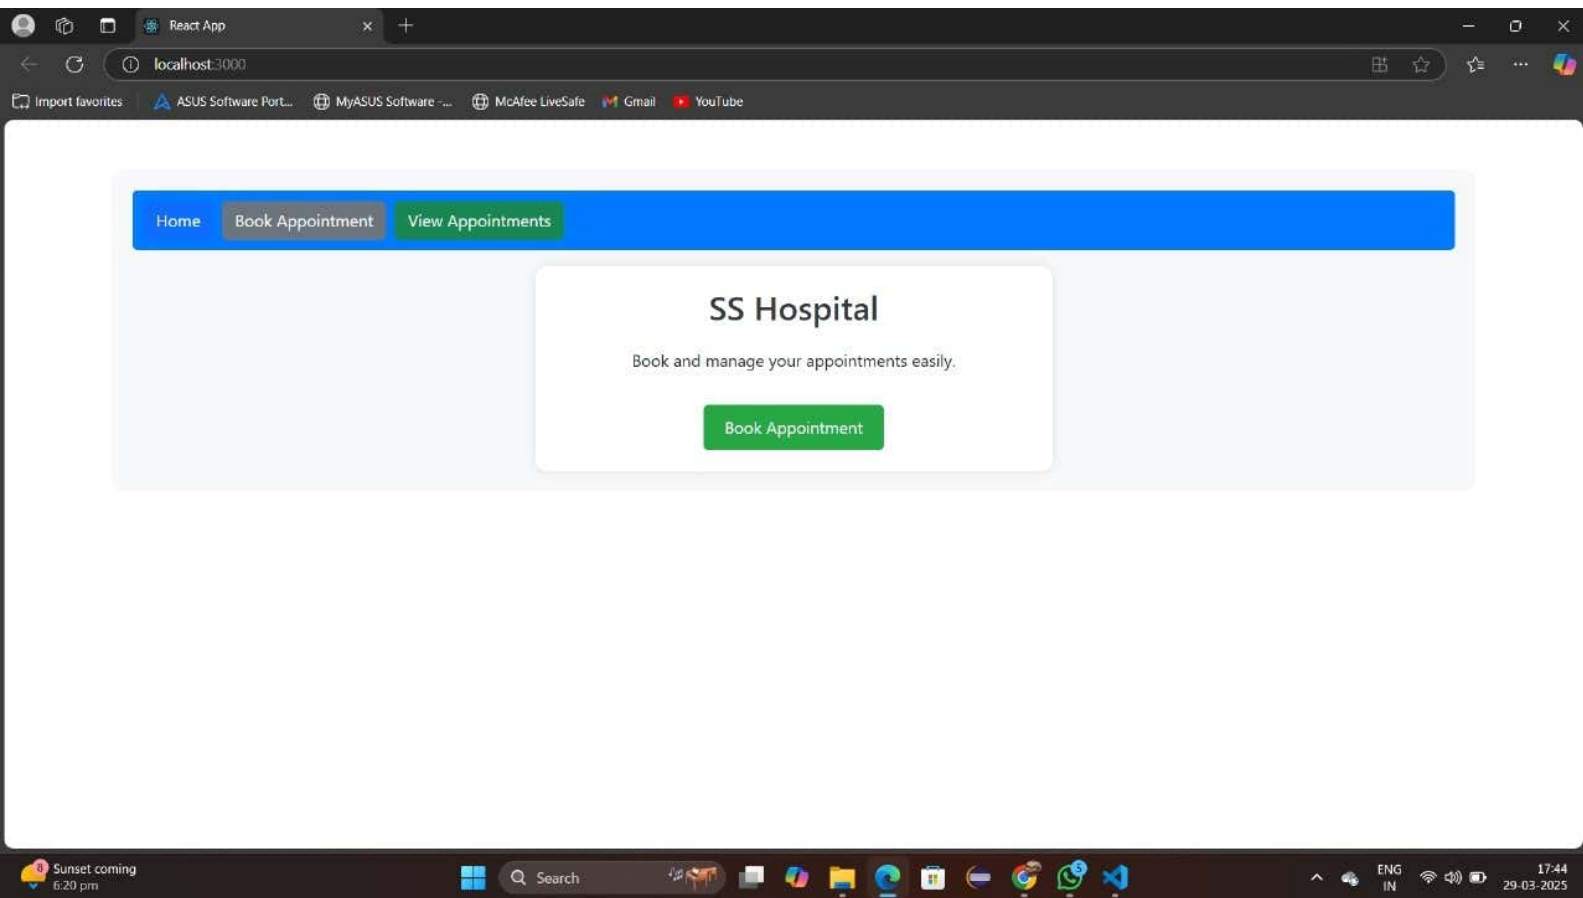 React App
localhost:3000
Import favorites ASUS Software Port... MyASUS Software -... McAfee LiveSafe Gmail YouTube
Home Book Appointment View Appointments
SS Hospital
Book and manage your appointments easily.
Book Appointment
8 Sunset coming
6:20 pm
Search
5
ENG
IN
17:44
29-03-2025